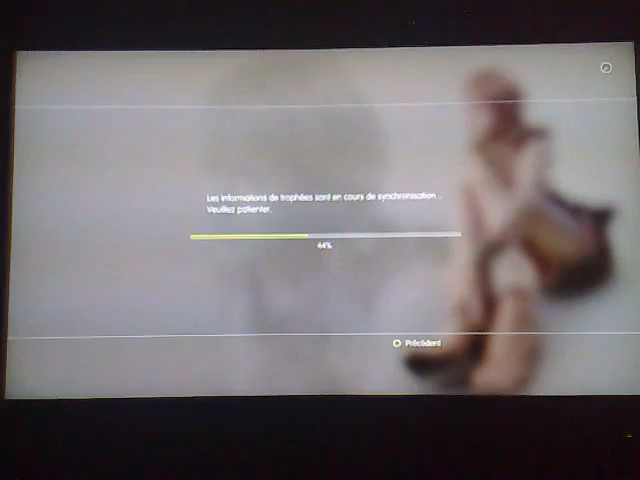 Les informations de trophées sont en cours de synchronisation...
Veuillez patienter.
44%
Précédent